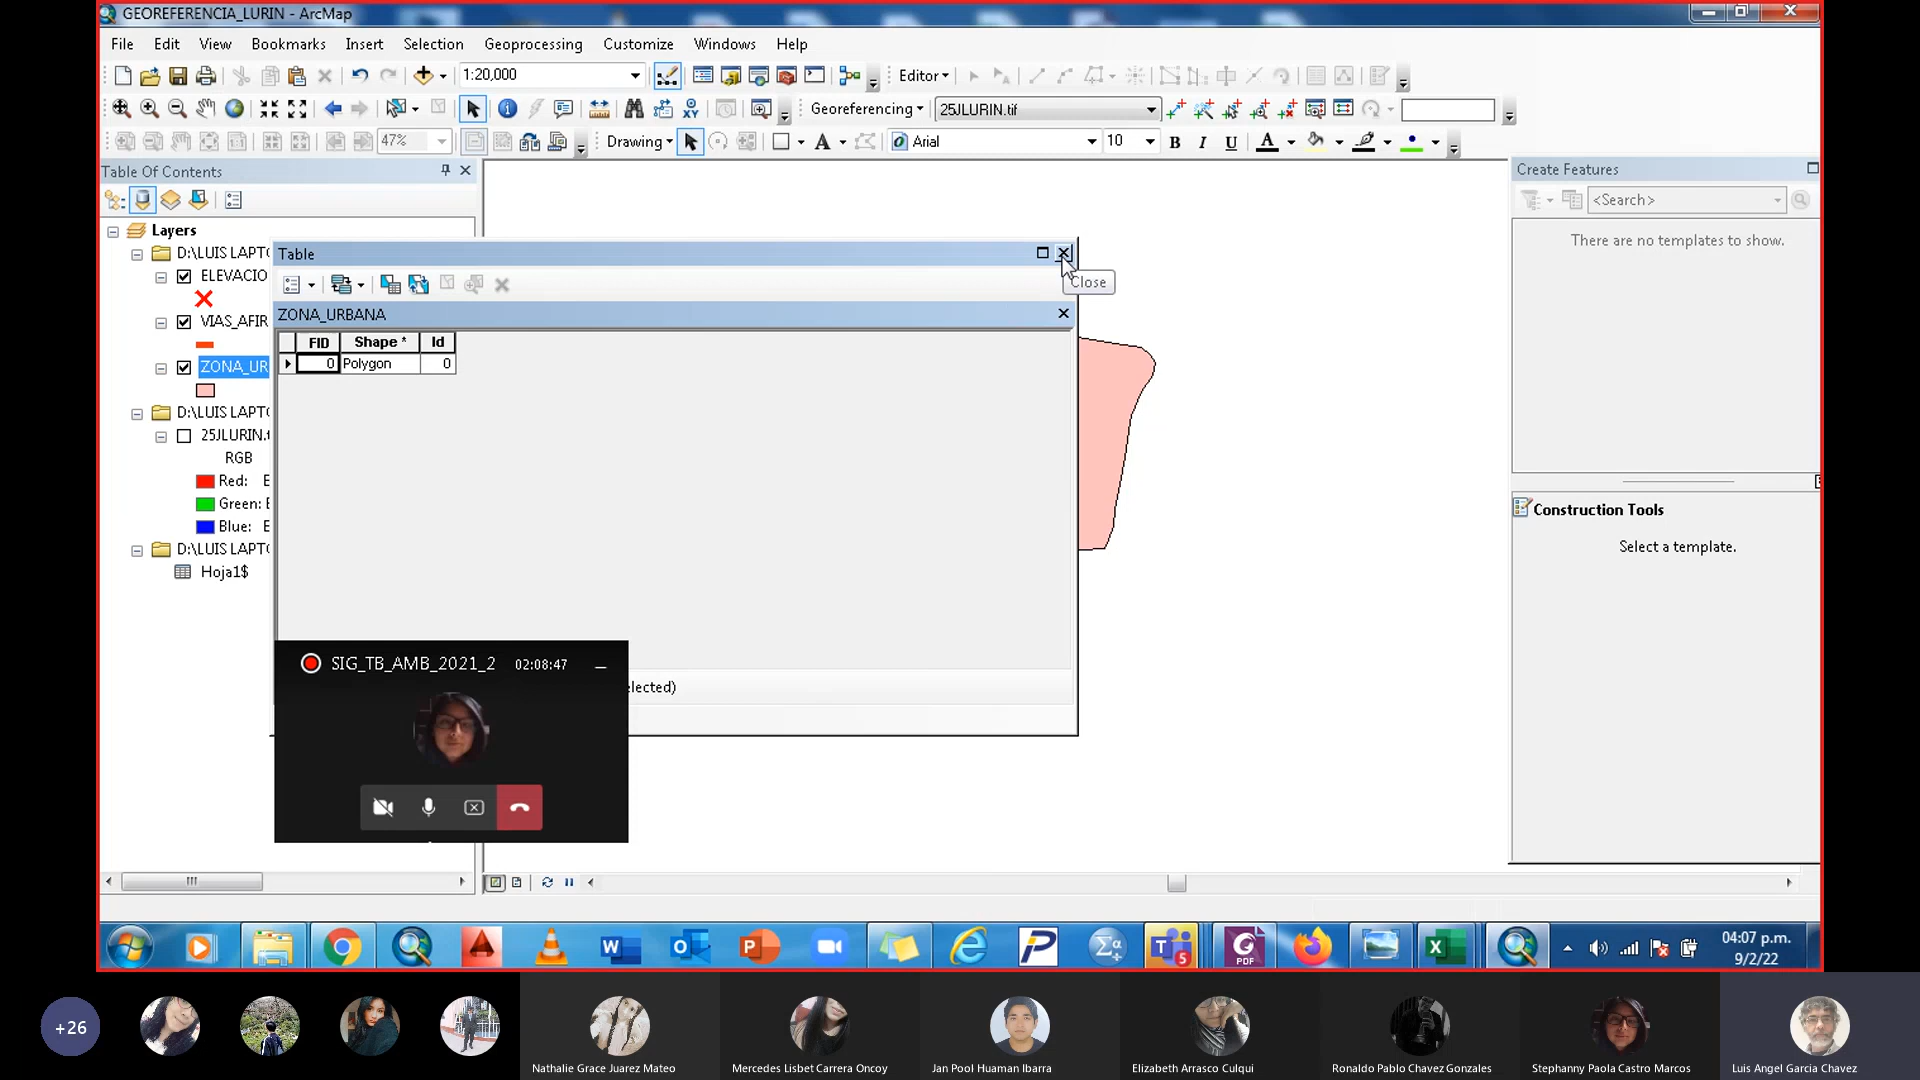 GEOREFERENCIA_LURIN - ArcMap
File Edit View Bookmarks Insert Selection Geoprocessing Customize Windows Help
1:20,000 Editor
Georeferencing 25JLURIN.tif
47% Drawing A Arial 10 B I U A
Table Of Contents
Create Features
<Search>
There are no templates to show.
Layers
D:\LUIS LAPT
ELEVACIO
VIAS_AFIR
ZONA_UR
D:\LUIS LAPT
25JLURIN.
RGB
Red:
Green:
Blue:
D:\LUIS LAPT
Hoja1$
Table
Close
ZONA_URBANA
FID Shape * Id
0 Polygon 0
elected)
Construction Tools
Select a template.
SIG_TB_AMB_2021_2 02:08:47
04:07 p.m.
9/2/22
+26
Nathalie Grace Juarez Mateo
Mercedes Lisbet Carrera Oncoy
Jan Pool Huaman Ibarra
Elizabeth Arrasco Culqui
Ronaldo Pablo Chavez Gonzales
Stephanny Paola Castro Marcos
Luis Angel Garcia Chavez